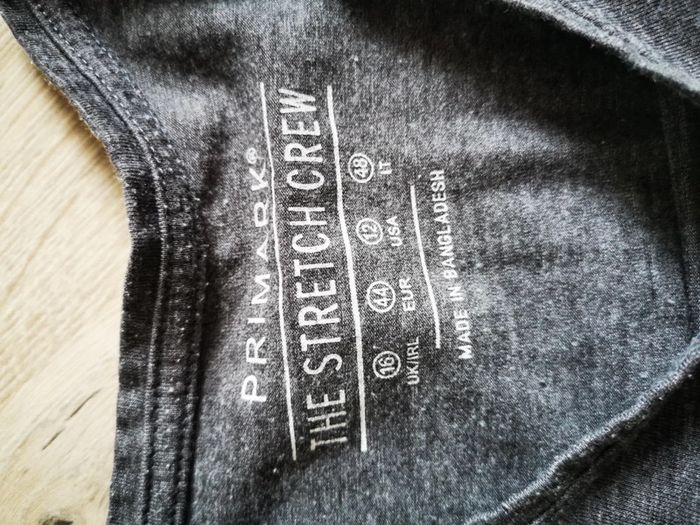 PRIMARK®
THE STRETCH CREW
16 44 12 48
UK/IRL EUR USA IT
MADE IN BANGLADESH